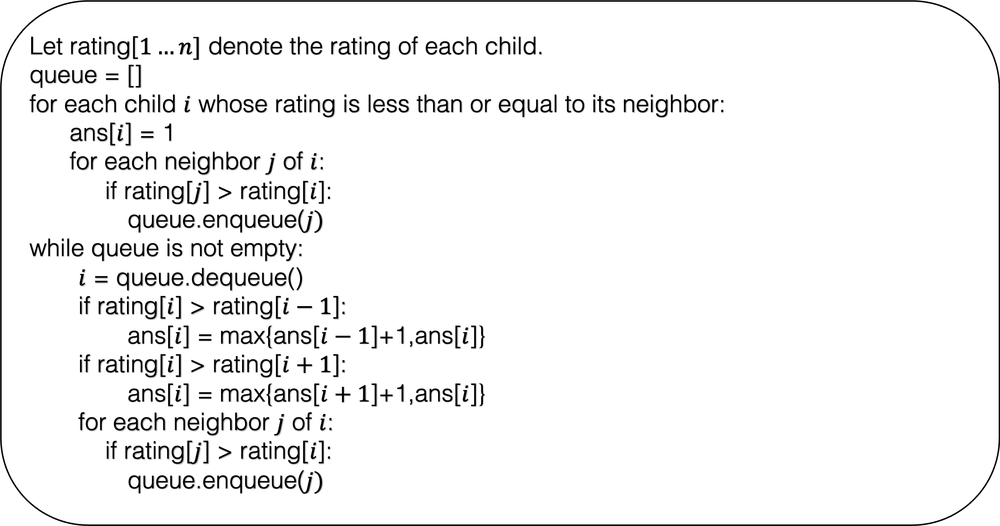 Let rating[1 ... n] denote the rating of each child.
queue = []
for each child i whose rating is less than or equal to its neighbor:
ans[i] = 1
for each neighbor j of i:
if rating[j] > rating[i]:
queue.enqueue(j)
while queue is not empty:
i = queue.dequeue()
if rating[i] > rating[i − 1]:
ans[i] = max{ans[i − 1]+1,ans[i]}
if rating[i] > rating[i + 1]:
ans[i] = max{ans[i + 1]+1,ans[i]}
for each neighbor j of i:
if rating[j] > rating[i]:
queue.enqueue(j)